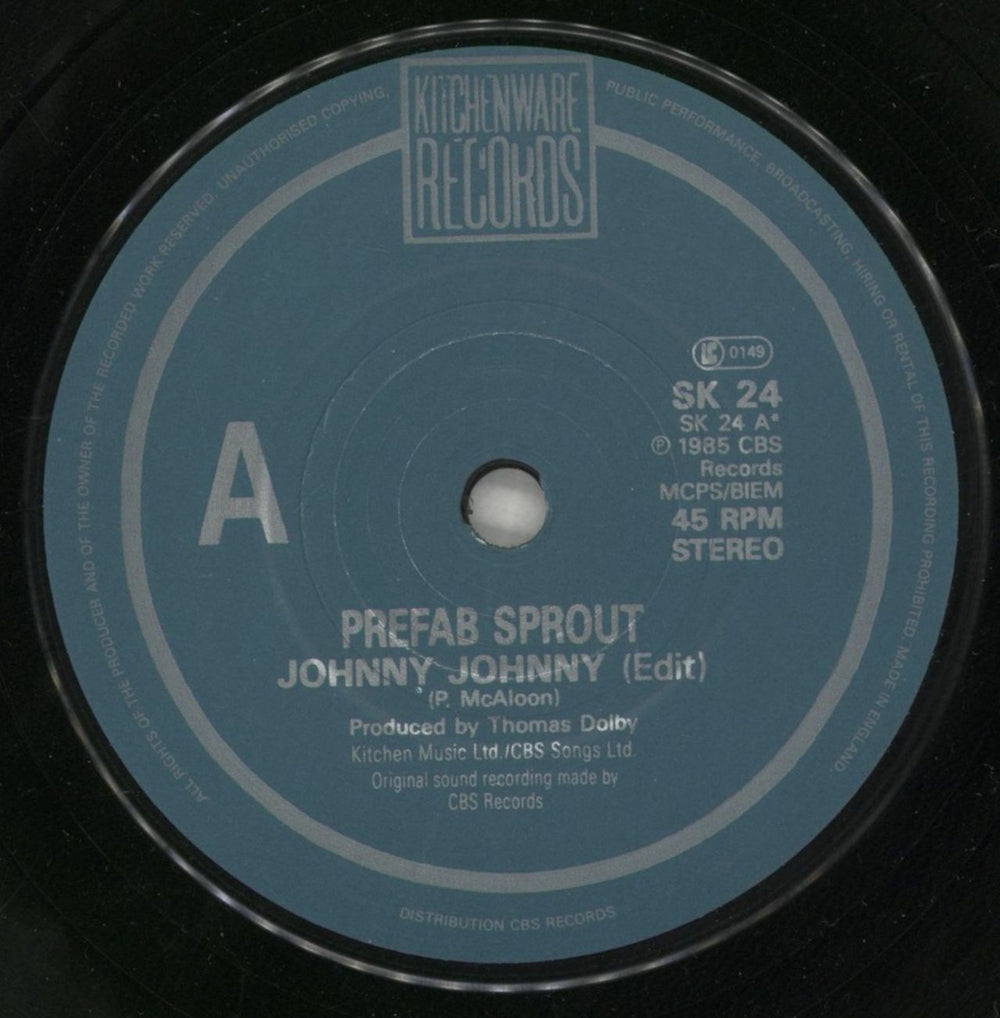 KITCHENWARE
RECORDS
ALL RIGHTS OF THE PRODUCER AND OF THE OWNER OF THE RECORDED WORK RESERVED. UNAUTHORISED COPYING,
PUBLIC PERFORMANCE, BROADCASTING, HIRING OR RENTAL OF THIS RECORDING PROHIBITED. MADE IN ENGLAND.
LC 0149
SK 24
SK 24 A*
℗ 1985 CBS
Records
MCPS/BIEM
45 RPM
STEREO
A
PREFAB SPROUT
JOHNNY JOHNNY (Edit)
(P. McAloon)
Produced by Thomas Dolby
Kitchen Music Ltd./CBS Songs Ltd.
Original sound recording made by
CBS Records
DISTRIBUTION CBS RECORDS